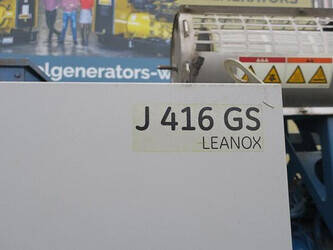 elgenerators-w
J 416 GS
LEANOX